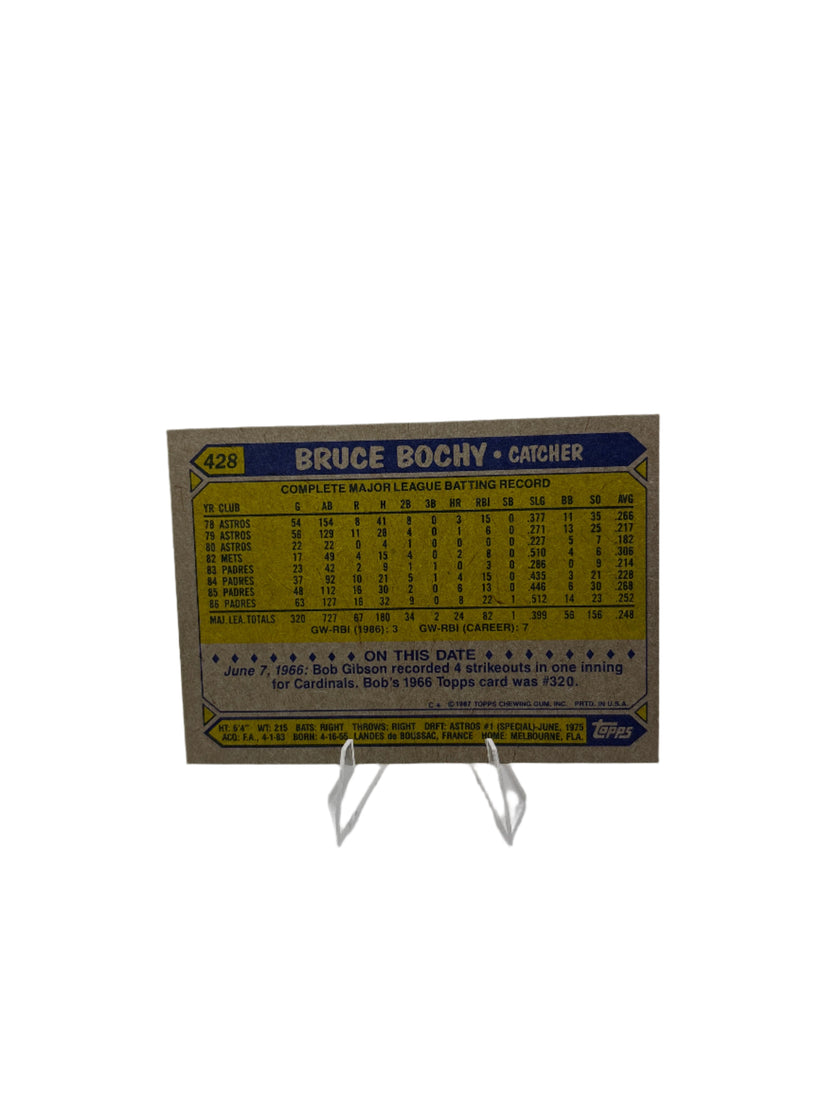 428 BRUCE BOCHY • CATCHER
COMPLETE MAJOR LEAGUE BATTING RECORD
YR CLUB G AB R H 2B 3B HR RBI SB SLG BB SO AVG
78 ASTROS 54 154 8 41 8 0 3 15 0 .377 11 35 .266
79 ASTROS 56 129 11 28 4 0 1 6 0 .271 13 25 .217
80 ASTROS 22 22 0 4 1 0 0 0 0 .227 5 7 .182
82 METS 17 49 4 15 4 0 2 8 0 .510 4 6 .306
83 PADRES 23 42 2 9 1 1 0 3 0 .286 0 9 .214
84 PADRES 37 92 10 21 5 1 4 15 0 .435 3 21 .228
85 PADRES 48 112 16 30 2 0 6 13 0 .446 6 30 .268
86 PADRES 63 127 16 32 9 0 8 22 1 .512 14 23 .252
MAJ. LEA. TOTALS 320 727 67 180 34 2 24 82 1 .399 56 156 .248
GW-RBI (1986): 3 GW-RBI (CAREER): 7
♦ ♦ ♦ ♦ ♦ ♦ ♦ ♦ ♦ ON THIS DATE ♦ ♦ ♦ ♦ ♦ ♦ ♦ ♦ ♦
June 7, 1966: Bob Gibson recorded 4 strikeouts in one inning
for Cardinals. Bob's 1966 Topps card was #320.
C* ©1987 TOPPS CHEWING GUM, INC. PRTD. IN U.S.A.
HT: 6'4" WT: 215 BATS: RIGHT THROWS: RIGHT DRFT: ASTROS #1 (SPECIAL)-JUNE, 1975
ACQ: F.A., 4-1-83 BORN: 4-16-55, LANDES de BOUSSAC, FRANCE HOME: MELBOURNE, FLA.
topps